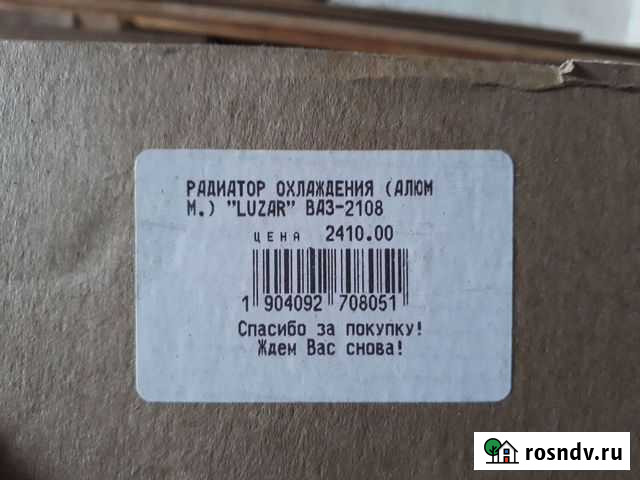 РАДИАТОР ОХЛАЖДЕНИЯ (АЛЮМ
М.) "LUZAR" ВАЗ-2108
ЦЕНА 2410.00
1 904092 708051
Спасибо за покупку!
Ждем Вас снова!
rosndv.ru